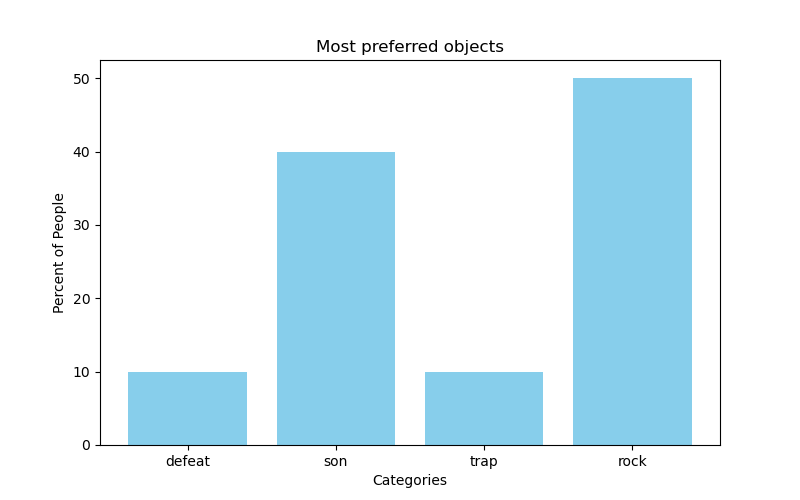 Most preferred objects
Percent of People
50
40
30
20
10
0
defeat son trap rock
Categories